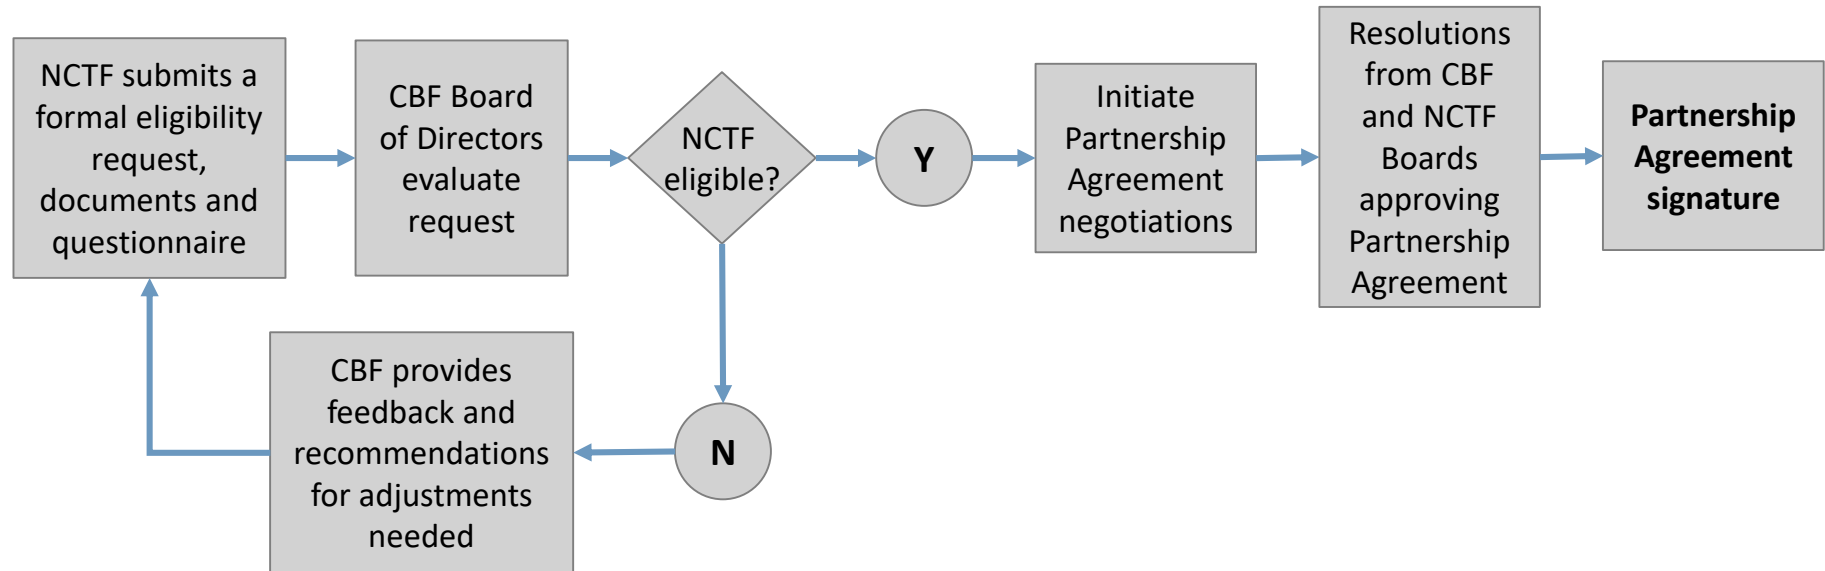 NCTF submits a
formal eligibility
request,
documents and
questionnaire
CBF Board
of Directors
evaluate
request
NCTF
eligible?
Y
Initiate
Partnership
Agreement
negotiations
Resolutions
from CBF
and NCTF
Boards
approving
Partnership
Agreement
Partnership
Agreement
signature
N
CBF provides
feedback and
recommendations
for adjustments
needed